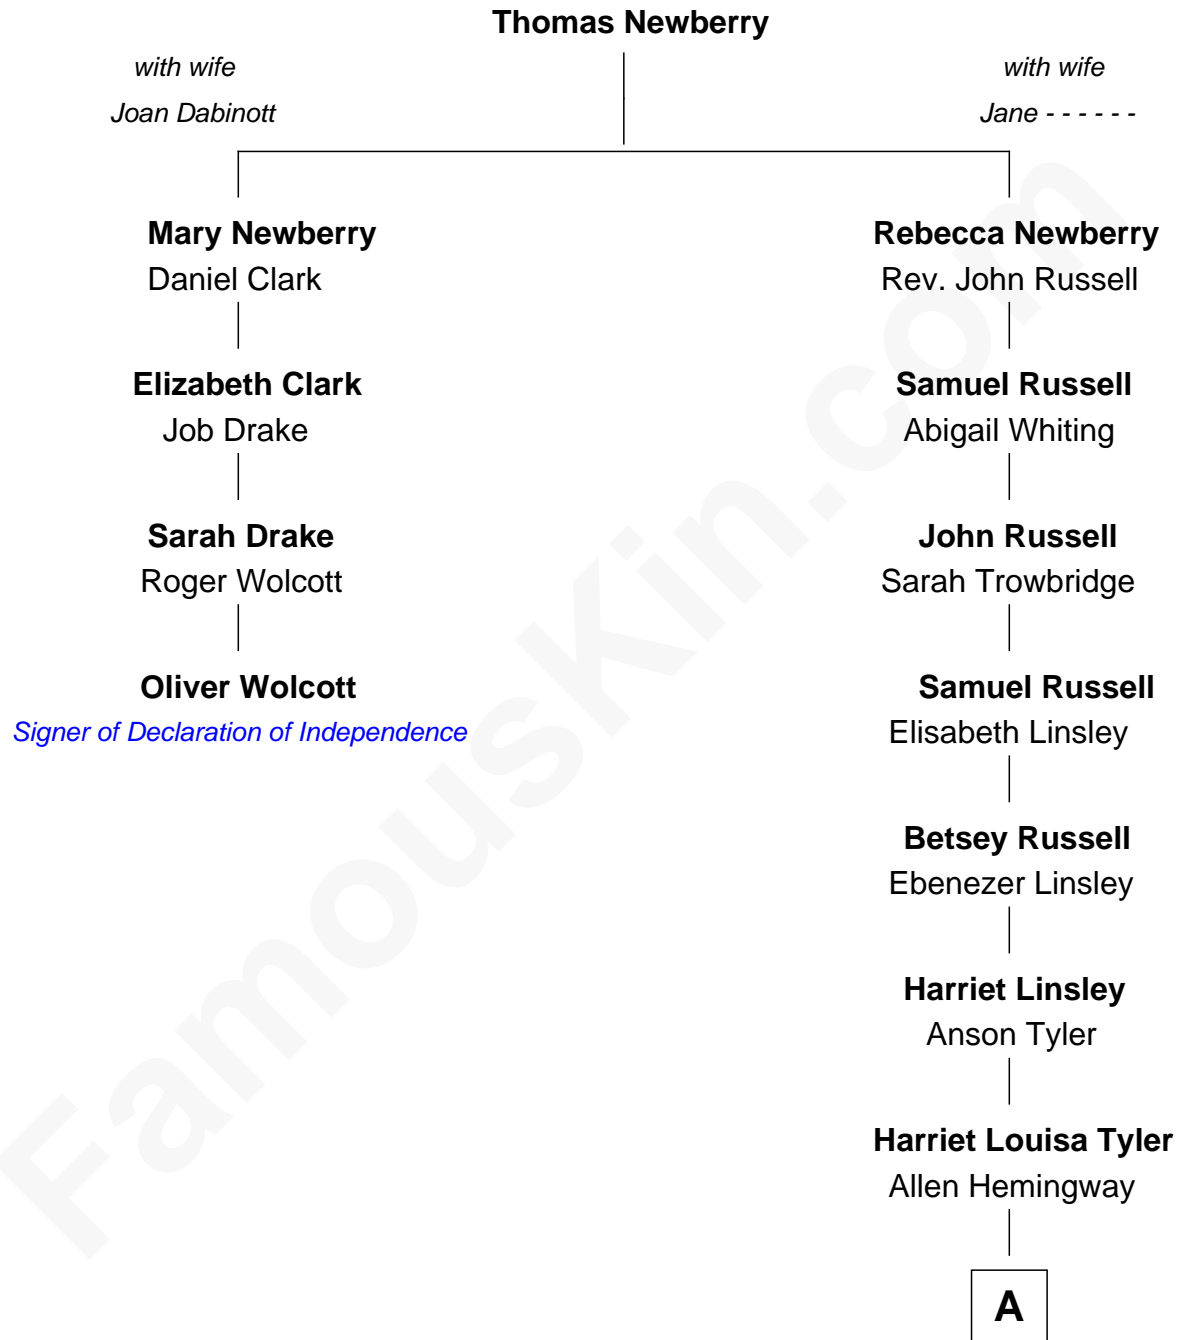 Thomas Newberry
with wife
Joan Dabinott
with wife
Jane - - - - - -
Mary Newberry
Daniel Clark
Rebecca Newberry
Rev. John Russell
Elizabeth Clark
Job Drake
Samuel Russell
Abigail Whiting
Sarah Drake
Roger Wolcott
John Russell
Sarah Trowbridge
Oliver Wolcott
Signer of Declaration of Independence
Samuel Russell
Elisabeth Linsley
Betsey Russell
Ebenezer Linsley
Harriet Linsley
Anson Tyler
Harriet Louisa Tyler
Allen Hemingway
A
FamousKin.com